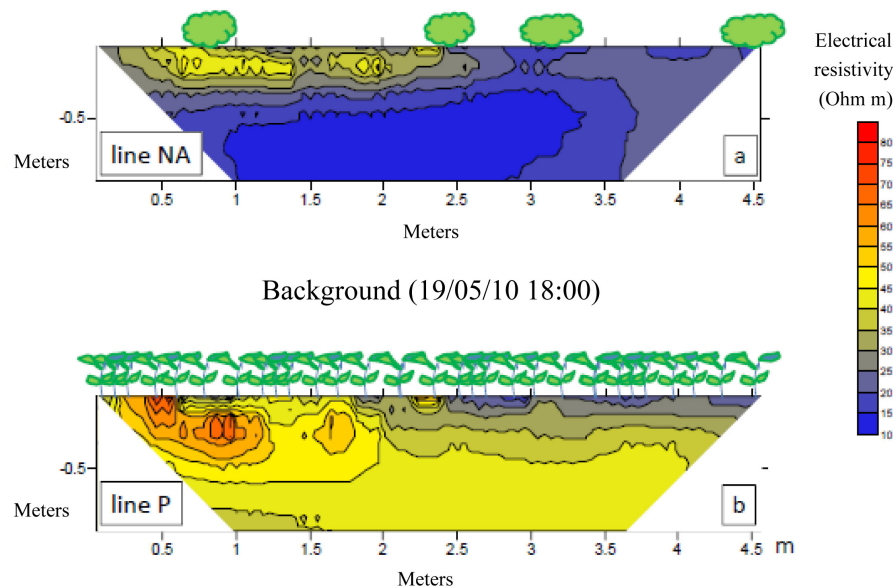 Electrical
resistivity
(Ohm m)
80
75
70
65
60
55
50
45
40
35
30
25
20
15
10
-0.5
Meters
line NA
a
0.5 1 1.5 2 2.5 3 3.5 4 4.5
Meters
Background (19/05/10 18:00)
-0.5
Meters
line P
b
0.5 1 1.5 2 2.5 3 3.5 4 4.5 m
Meters